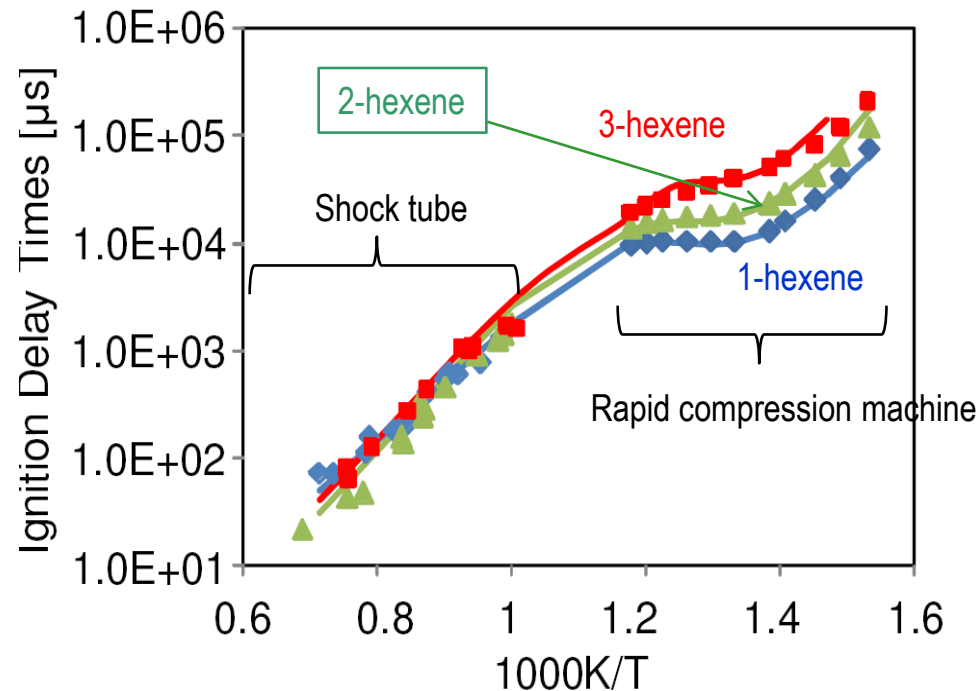 1.0E+06
1.0E+05
1.0E+04
1.0E+03
1.0E+02
1.0E+01
Ignition Delay Times [µs]
2-hexene
3-hexene
Shock tube
1-hexene
Rapid compression machine
0.6 0.8 1 1.2 1.4 1.6
1000K/T